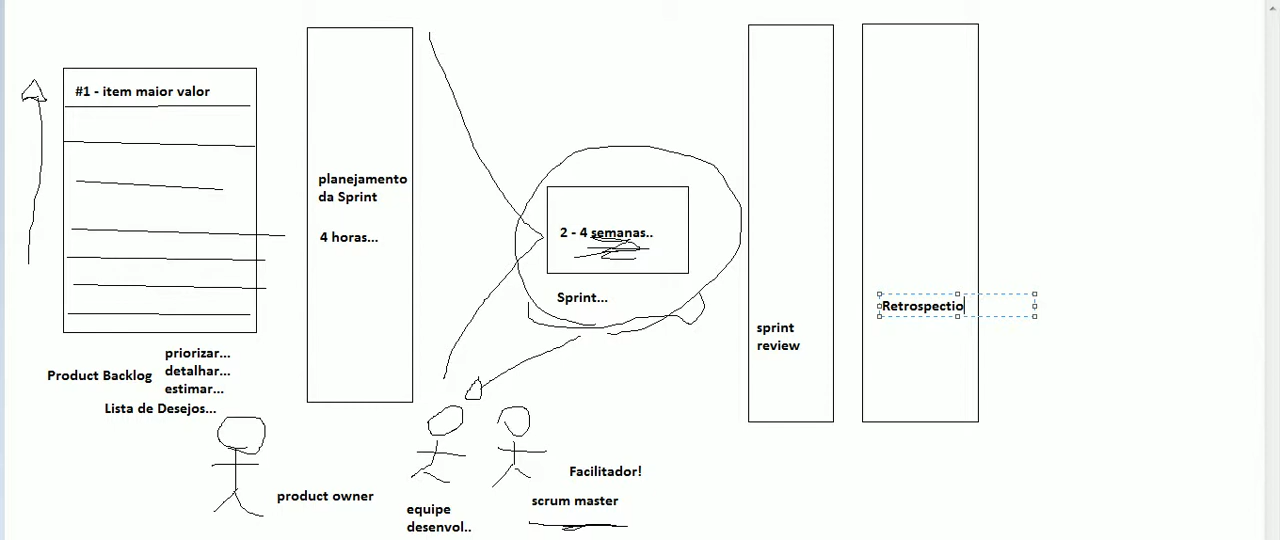 #1 - item maior valor
planejamento
da Sprint
4 horas...
2 - 4 semanas..
Sprint...
sprint
review
Retrospectio
priorizar...
Product Backlog
detalhar...
estimar...
Lista de Desejos...
product owner
equipe
desenvol..
Facilitador!
scrum master